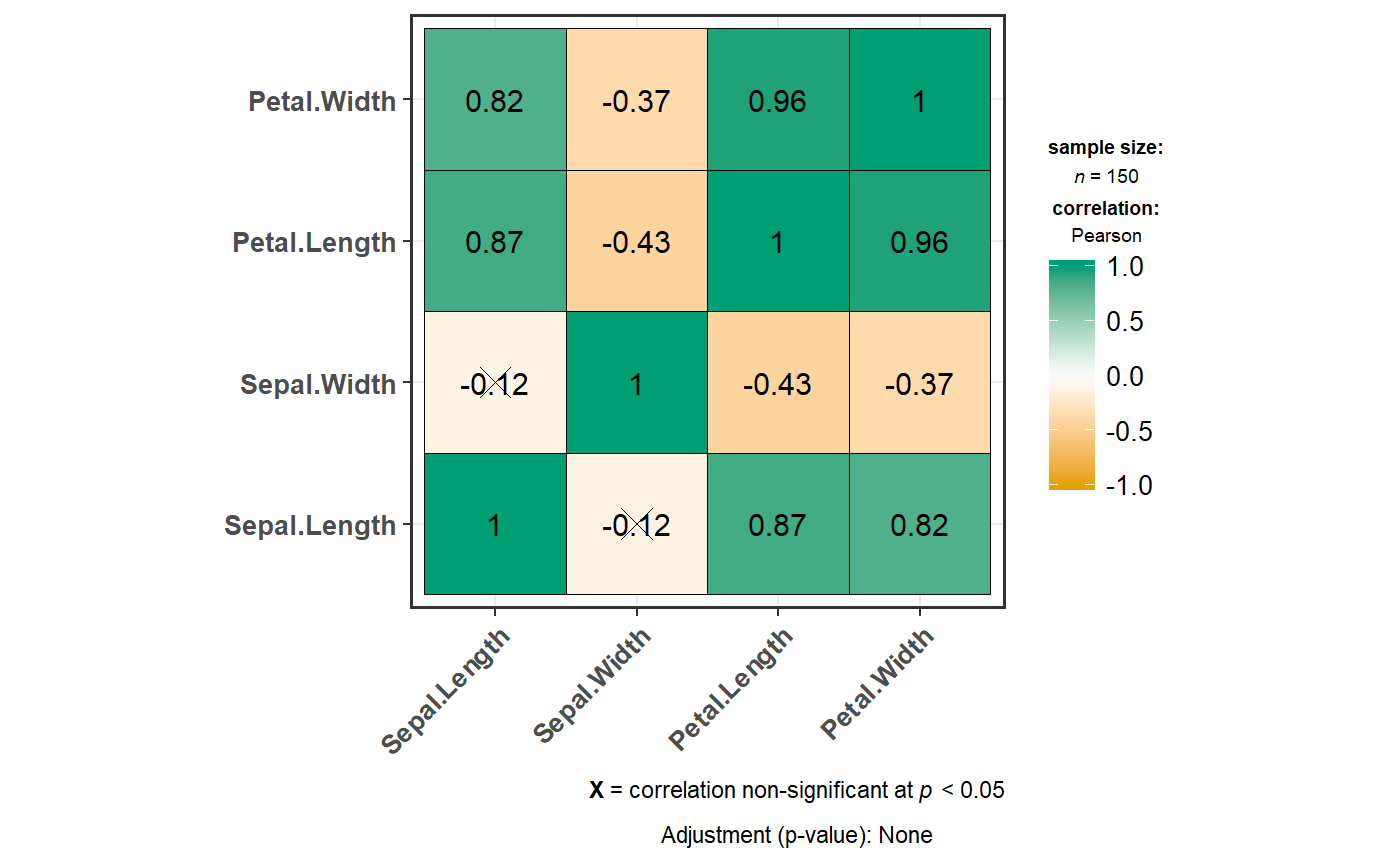 Petal.Width 0.82 -0.37 0.96 1
Petal.Length 0.87 -0.43 1 0.96
Sepal.Width -0.12 1 -0.43 -0.37
Sepal.Length 1 -0.12 0.87 0.82
Sepal.Length Sepal.Width Petal.Length Petal.Width
sample size:
n = 150
correlation:
Pearson
1.0
0.5
0.0
-0.5
-1.0
X = correlation non-significant at p < 0.05
Adjustment (p-value): None